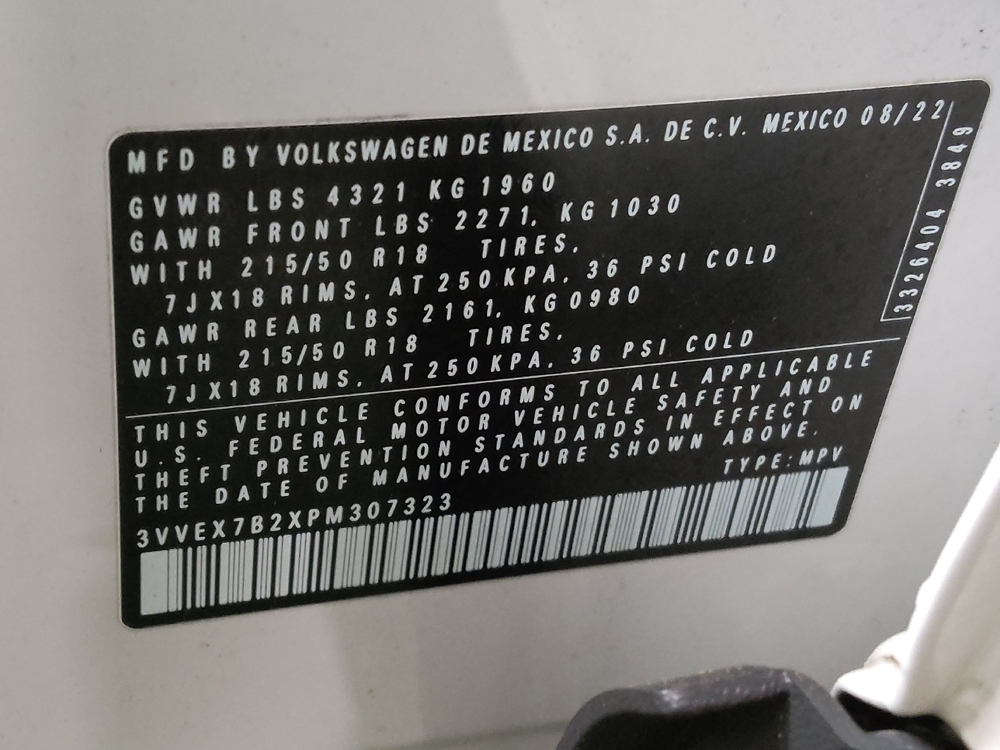 MFD BY VOLKSWAGEN DE MEXICO S.A. DE C.V. MEXICO 08/22
GVWR LBS 4321 KG 1960
GAWR FRONT LBS 2271, KG 1030
WITH 215/50 R18 TIRES,
7JX18 RIMS, AT 250 KPA, 36 PSI COLD
GAWR REAR LBS 2161, KG 0980
WITH 215/50 R18 TIRES,
7JX18 RIMS, AT 250 KPA, 36 PSI COLD
THIS VEHICLE CONFORMS TO ALL APPLICABLE
U.S. FEDERAL MOTOR VEHICLE SAFETY AND
THEFT PREVENTION STANDARDS IN EFFECT ON
THE DATE OF MANUFACTURE SHOWN ABOVE.
TYPE: MPV
3VVEX7B2XPM307323
3326404 3849